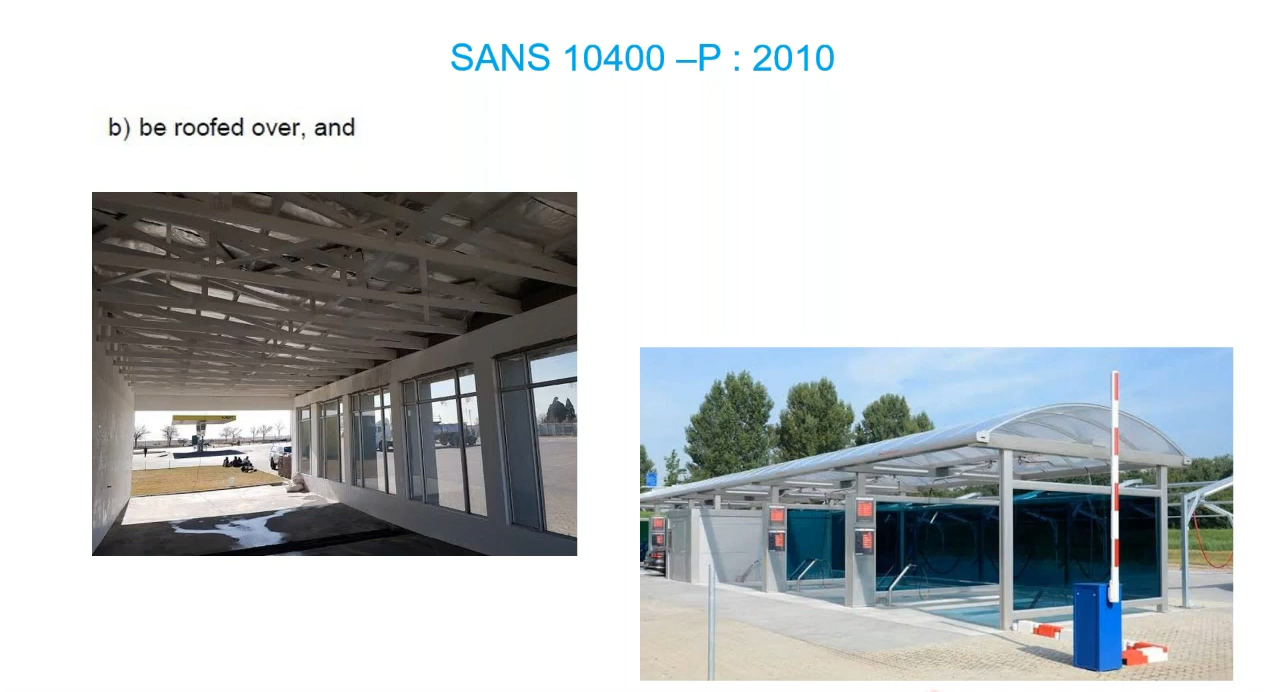 SANS 10400 –P : 2010
b) be roofed over, and